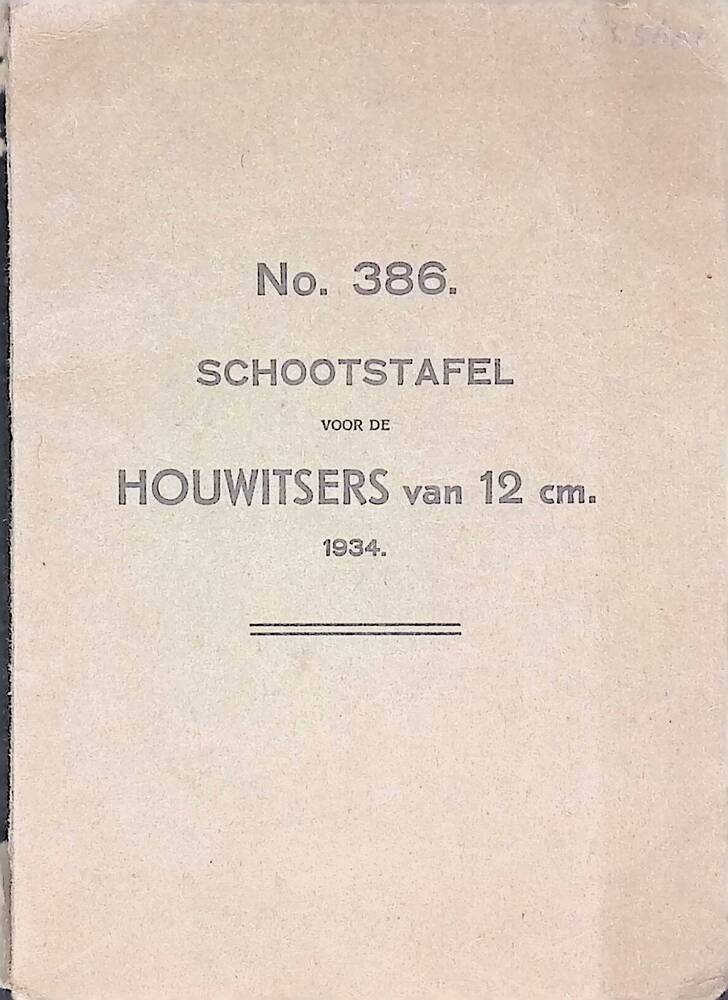 No. 386.
SCHOOTSTAFEL
VOOR DE
HOUWITSERS van 12 cm.
1934.